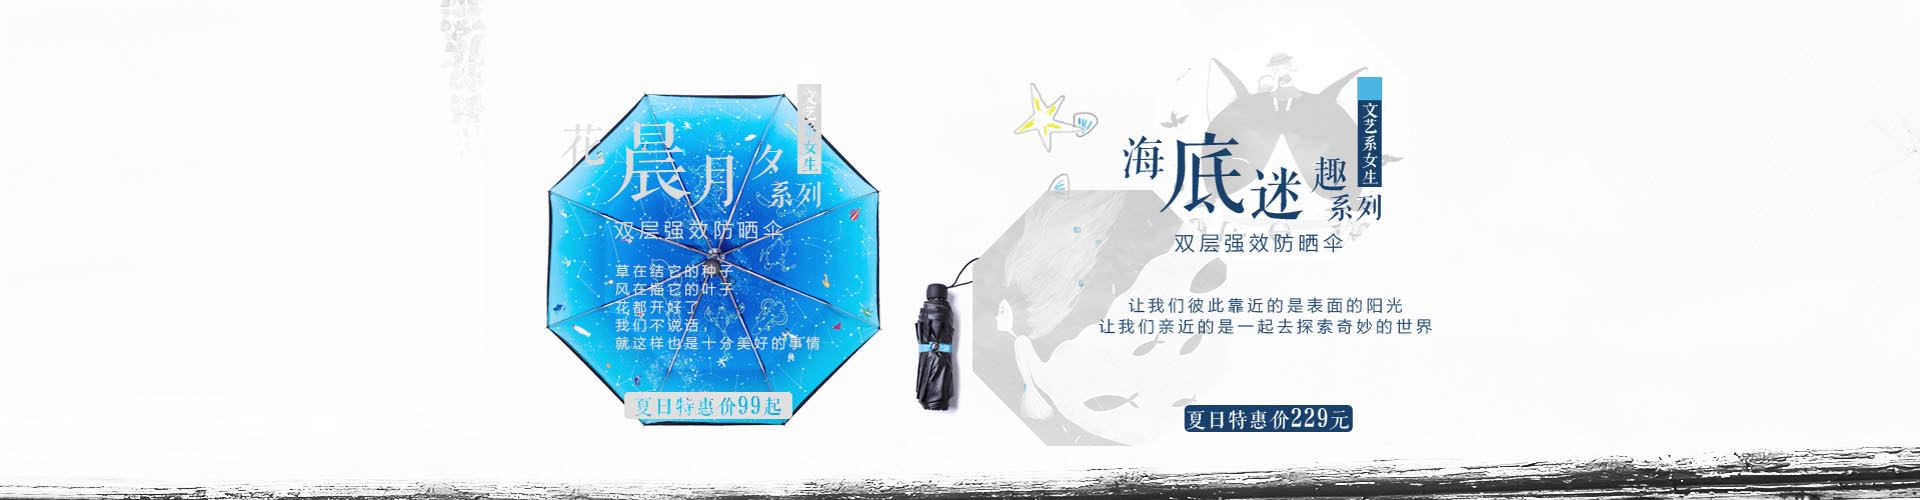 文艺系女生
花晨月夕
系列
双层强效防晒伞
草在结它的种子
风在摇它的叶子
花都开好了
我们不说话，
就这样也是十分美好的事情
夏日特惠价99起
文艺系女生
海底迷趣
系列
双层强效防晒伞
让我们彼此靠近的是表面的阳光
让我们亲近的是一起去探索奇妙的世界
夏日特惠价229元